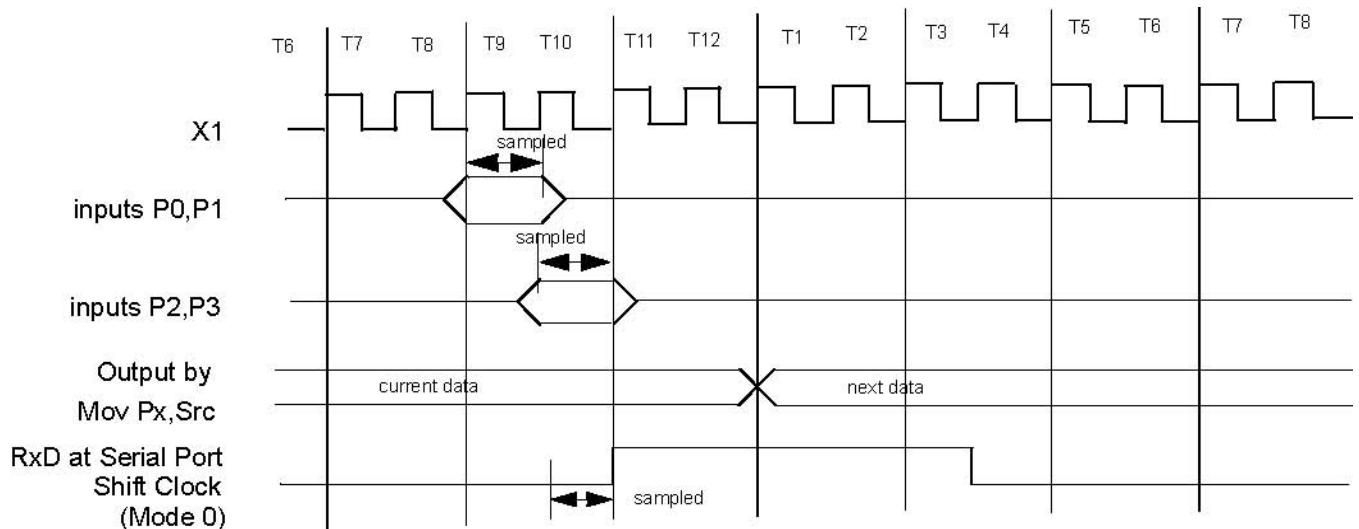 T6 T7 T8 T9 T10 T11 T12 T1 T2 T3 T4 T5 T6 T7 T8
X1
sampled
inputs P0,P1
sampled
inputs P2,P3
Output by
current data
next data
Mov Px,Src
RxD at Serial Port
Shift Clock
sampled
(Mode 0)